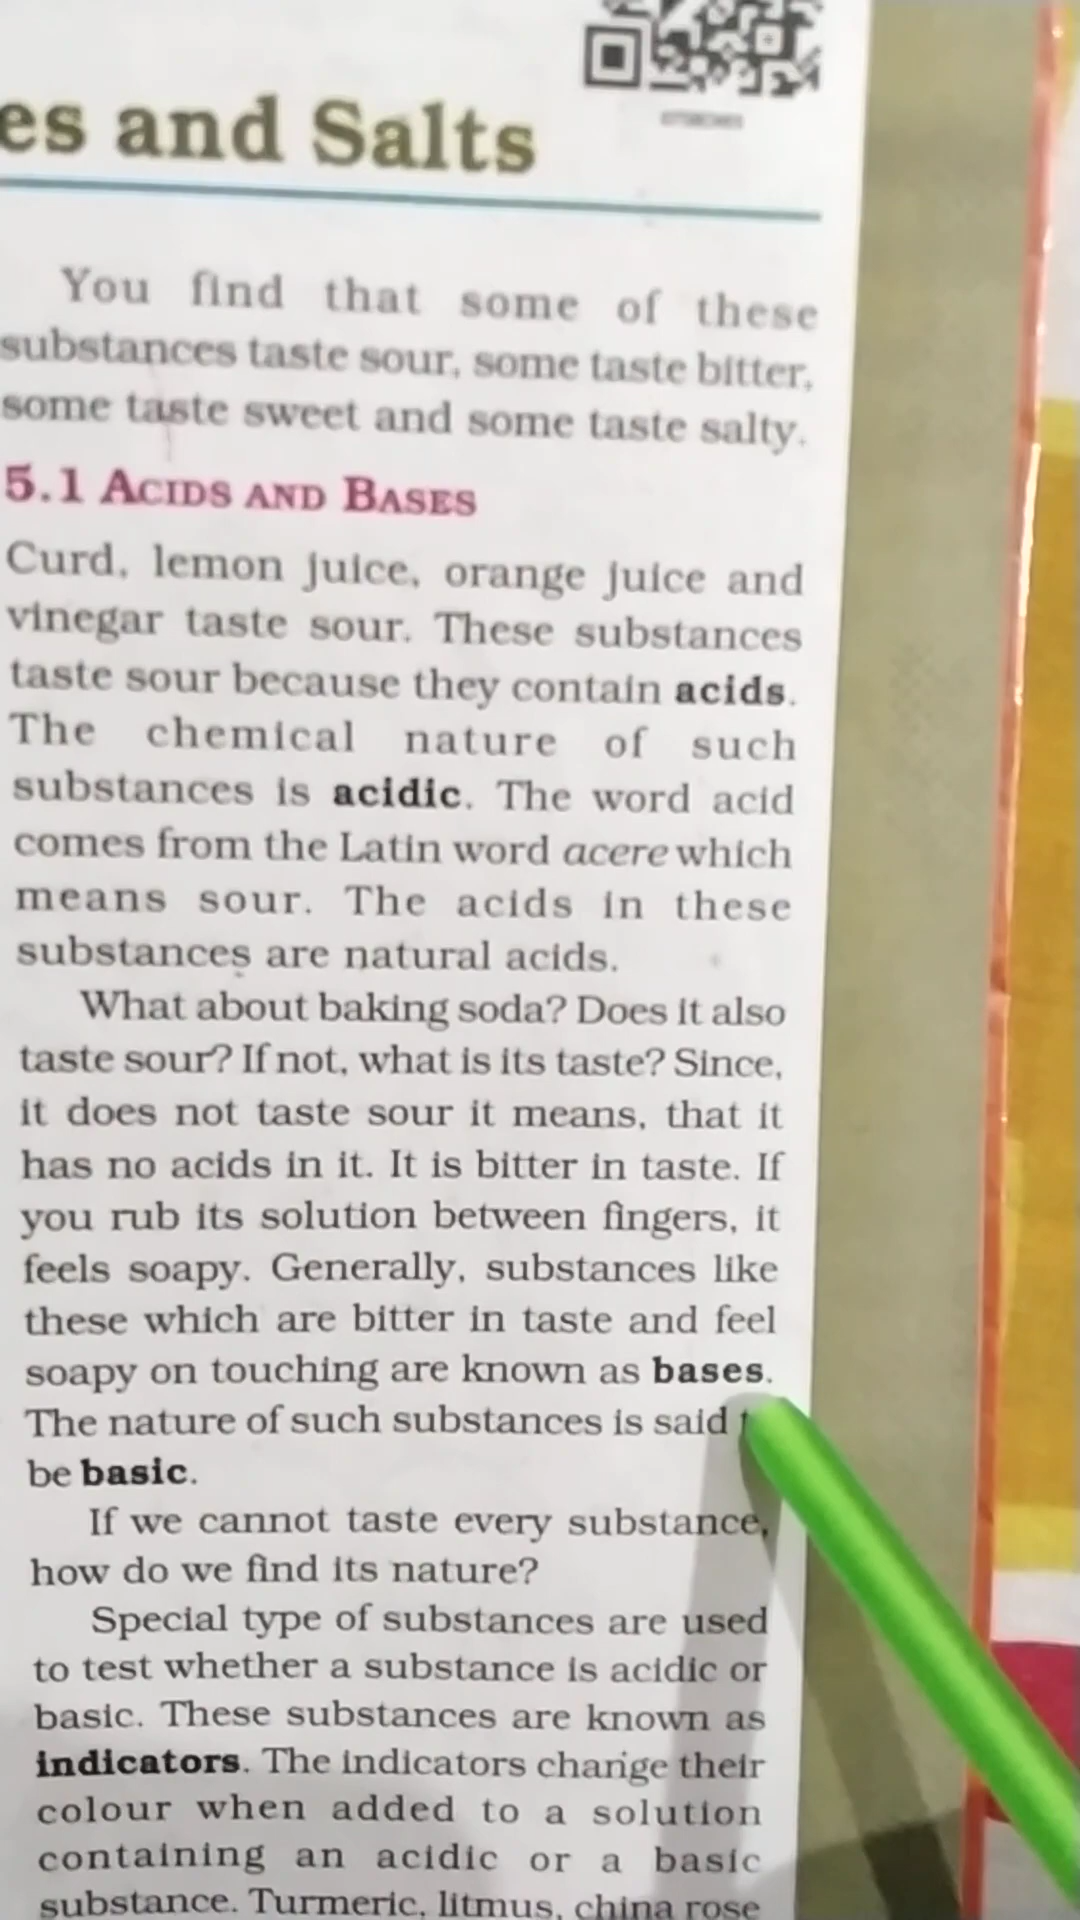 es and Salts
You find that some of these
substances taste sour, some taste bitter,
some taste sweet and some taste salty.
5.1 ACIDS AND BASES
Curd, lemon juice, orange juice and
vinegar taste sour. These substances
taste sour because they contain acids.
The chemical nature of such
substances is acidic. The word acid
comes from the Latin word acere which
means sour. The acids in these
substances are natural acids.
What about baking soda? Does it also
taste sour? If not, what is its taste? Since,
it does not taste sour it means, that it
has no acids in it. It is bitter in taste. If
you rub its solution between fingers, it
feels soapy. Generally, substances like
these which are bitter in taste and feel
soapy on touching are known as bases.
The nature of such substances is said
be basic.
If we cannot taste every substance,
how do we find its nature?
Special type of substances are used
to test whether a substance is acidic or
basic. These substances are known as
indicators. The indicators change their
colour when added to a solution
containing an acidic or a basic
substance. Turmeric, litmus, china rose